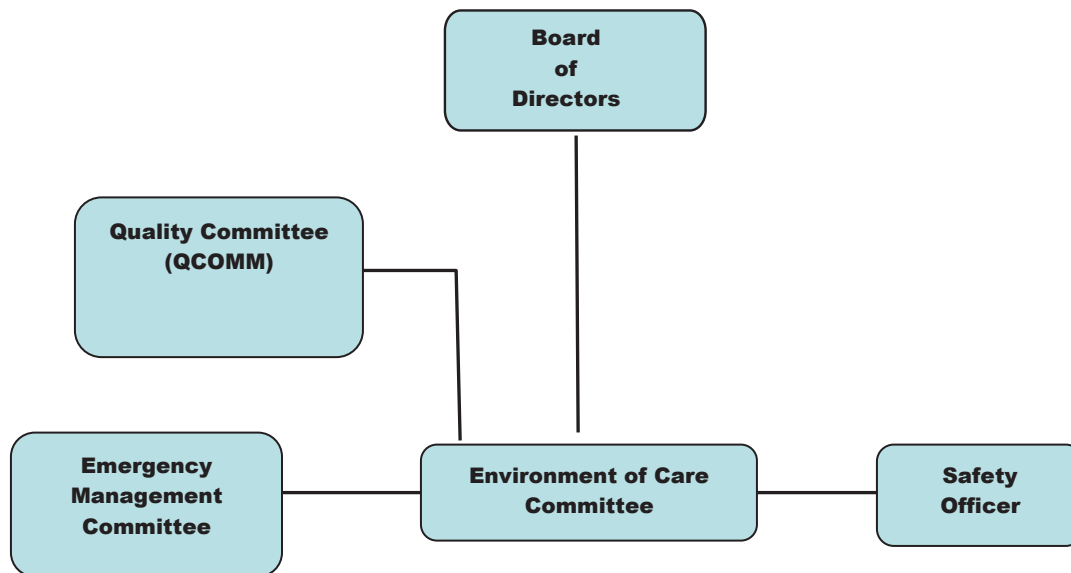 Board
of
Directors
Quality Committee
(QCOMM)
Emergency
Management
Committee
Environment of Care
Committee
Safety
Officer